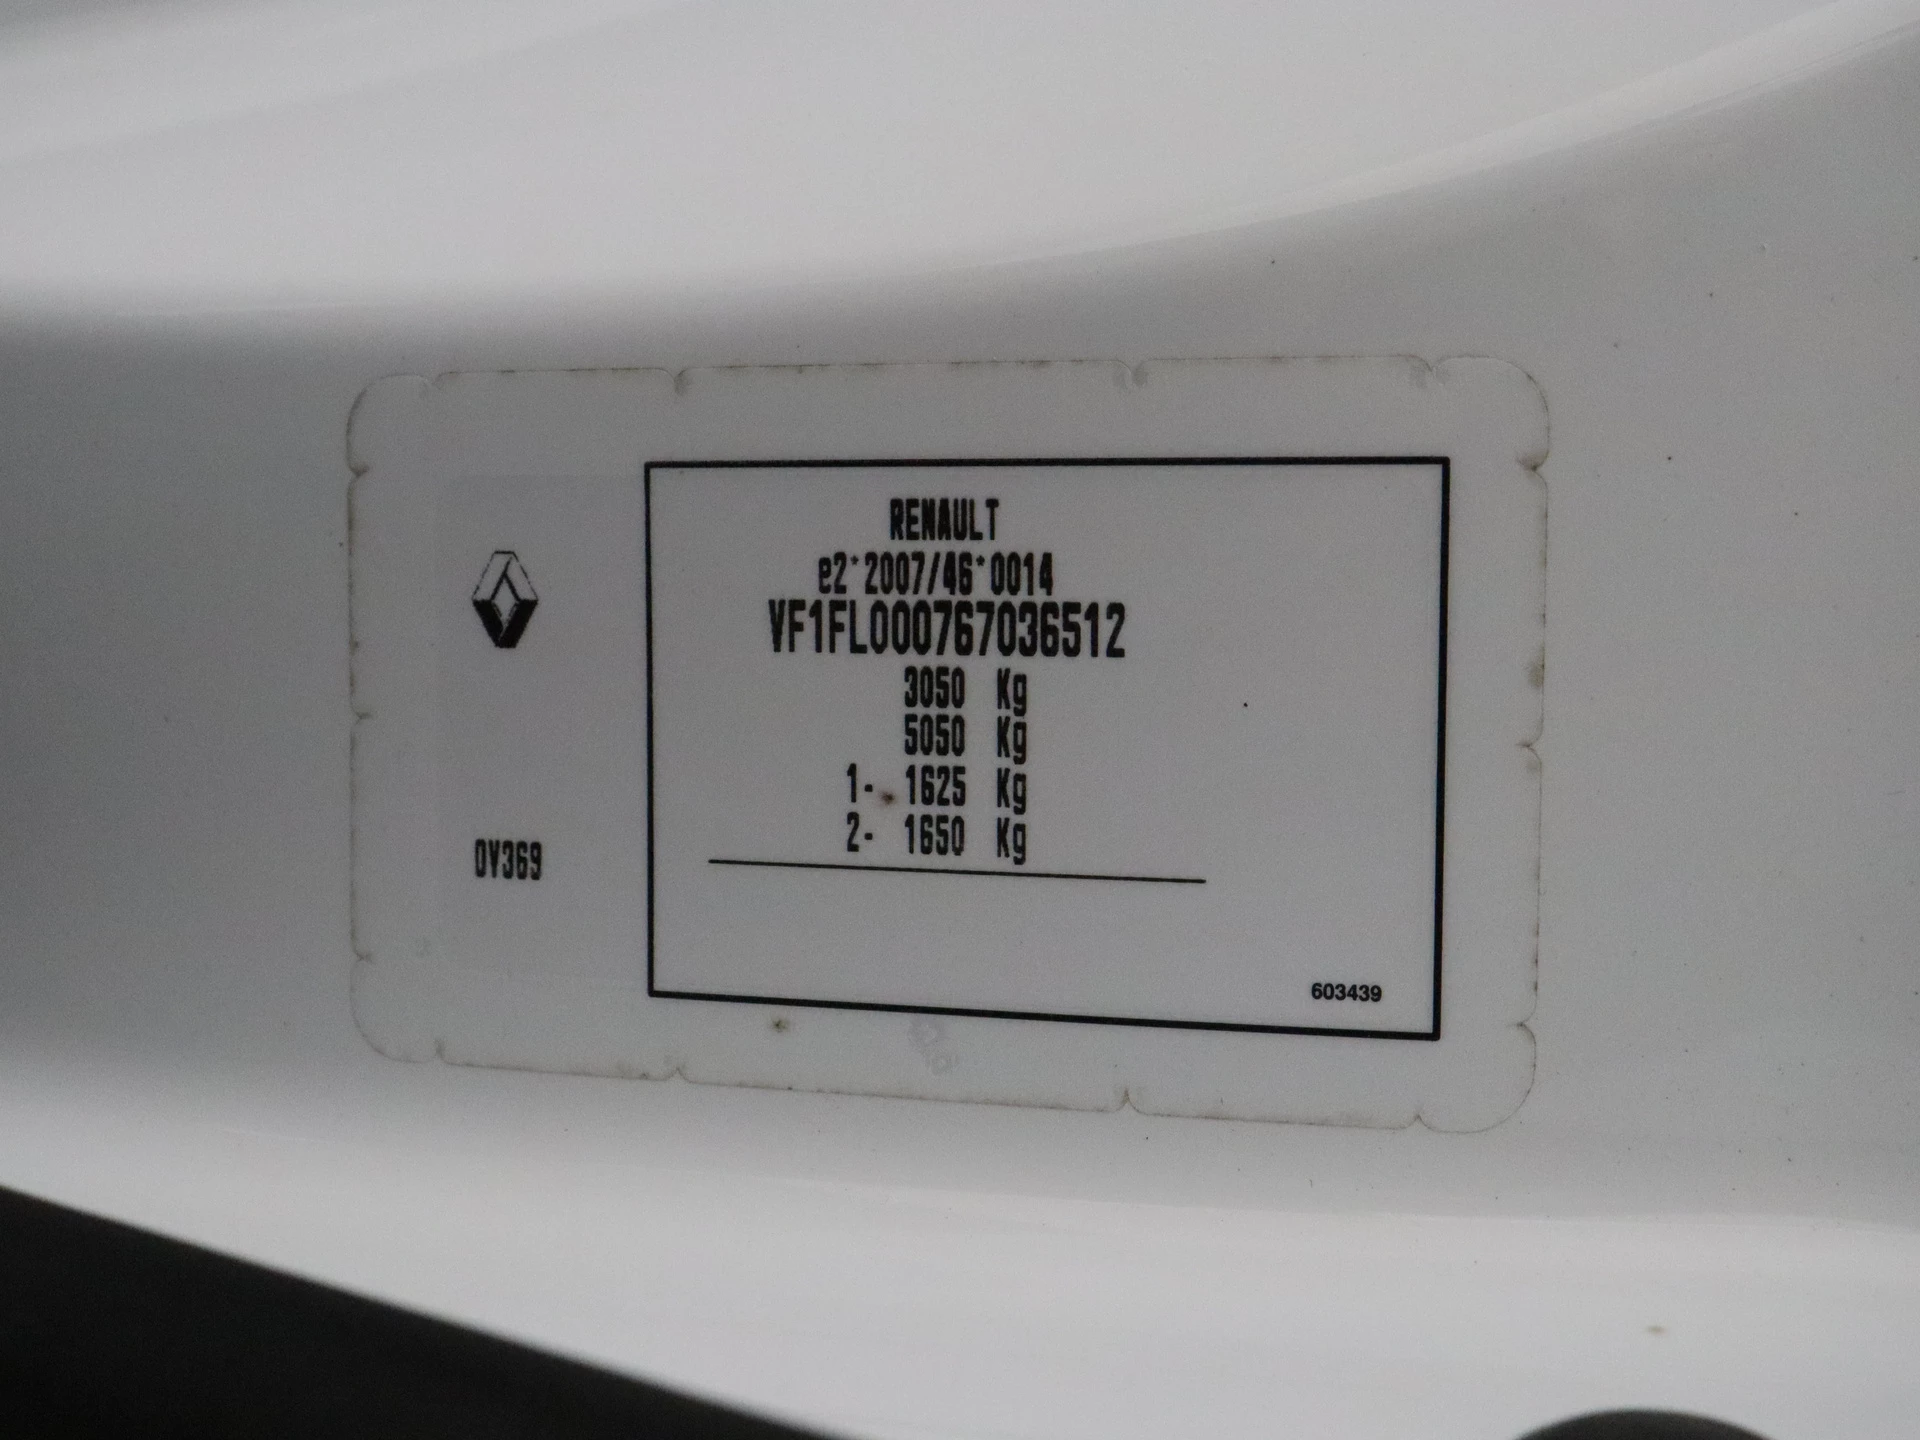 RENAULT
e2*2007/46*0014
VF1FL000767036512
3050 Kg
5050 Kg
1- 1625 Kg
2- 1650 Kg
0V369
603439